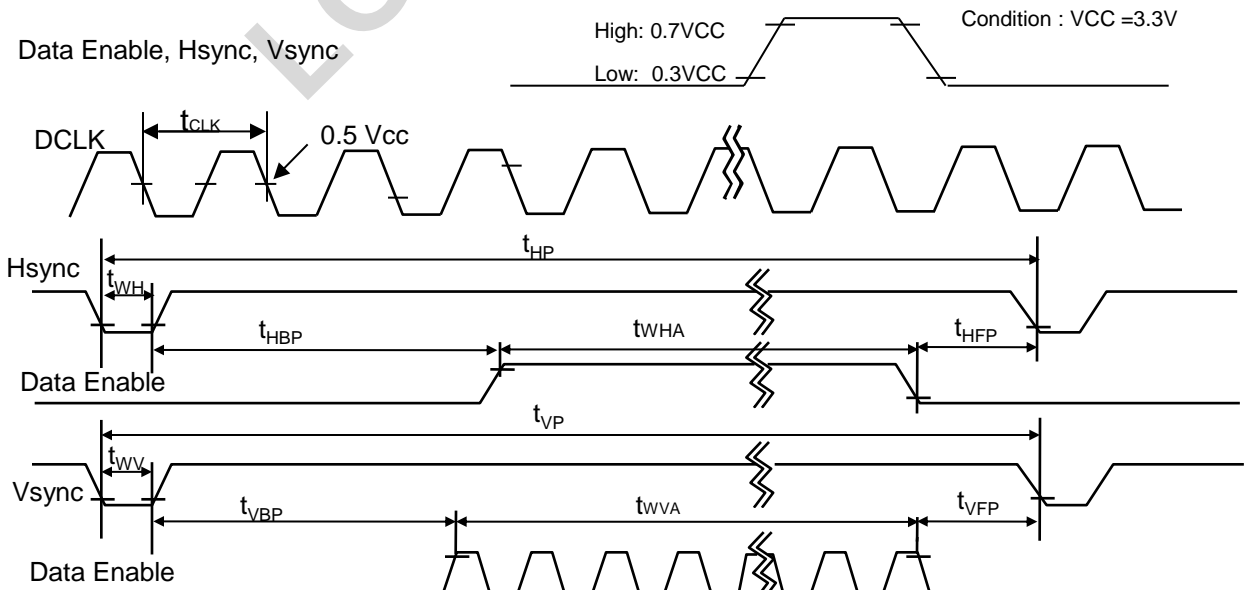 High: 0.7VCC
Condition : VCC =3.3V
Data Enable, Hsync, Vsync
Low: 0.3VCC
DCLK
tCLK
0.5 Vcc
tHP
Hsync
tWH
tHBP
tWHA
tHFP
Data Enable
tVP
tWV
Vsync
tVBP
tWVA
tVFP
Data Enable